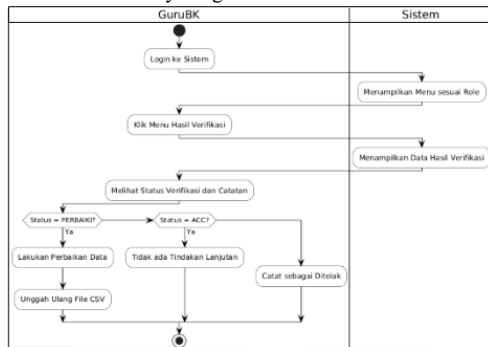 GuruBK
Sistem
Login ke Sistem
Menampilkan Menu sesuai Role
Klik Menu Hasil Verifikasi
Menampilkan Data Hasil Verifikasi
Melihat Status Verifikasi dan Catatan
Status = PERBAIKI?
Status = ACC?
Ya
Ya
Lakukan Perbaikan Data
Tidak ada Tindakan Lanjutan
Catat sebagai Ditolak
Unggah Ulang File CSV